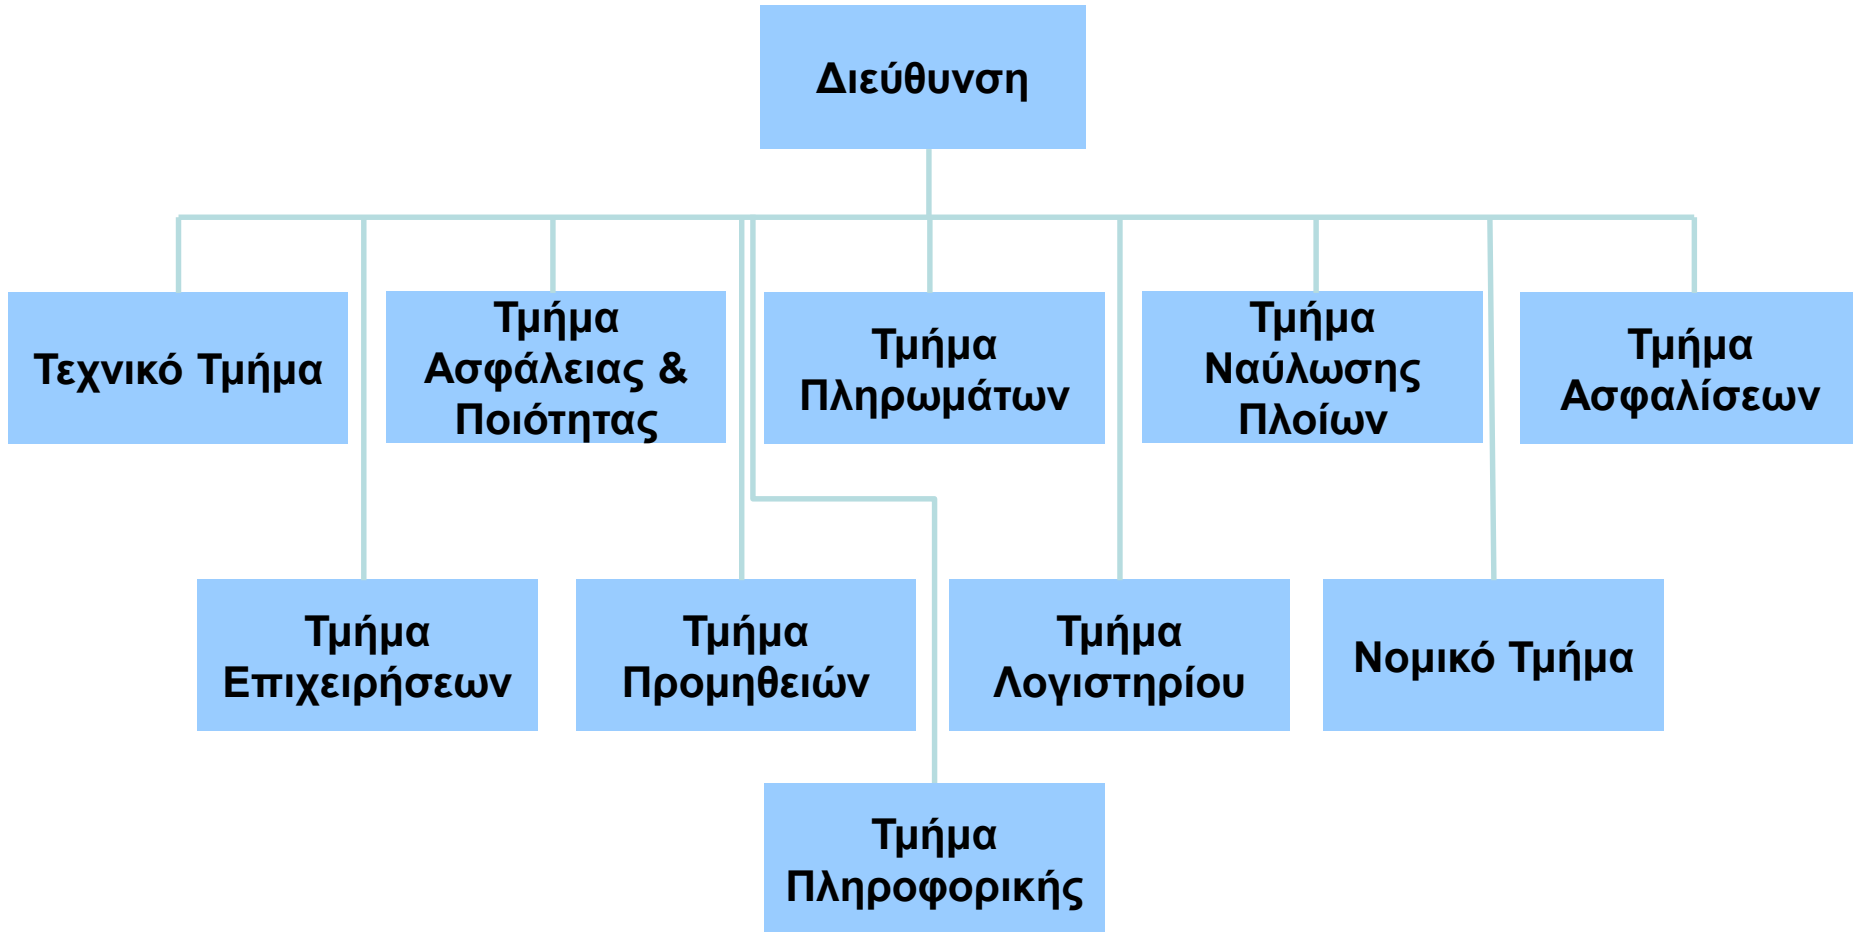 Διεύθυνση
Τεχνικό Τμήμα
Τμήμα
Ασφάλειας &
Ποιότητας
Τμήμα
Πληρωμάτων
Τμήμα
Ναύλωσης
Πλοίων
Τμήμα
Ασφαλίσεων
Τμήμα
Επιχειρήσεων
Τμήμα
Προμηθειών
Τμήμα
Λογιστηρίου
Νομικό Τμήμα
Τμήμα
Πληροφορικής